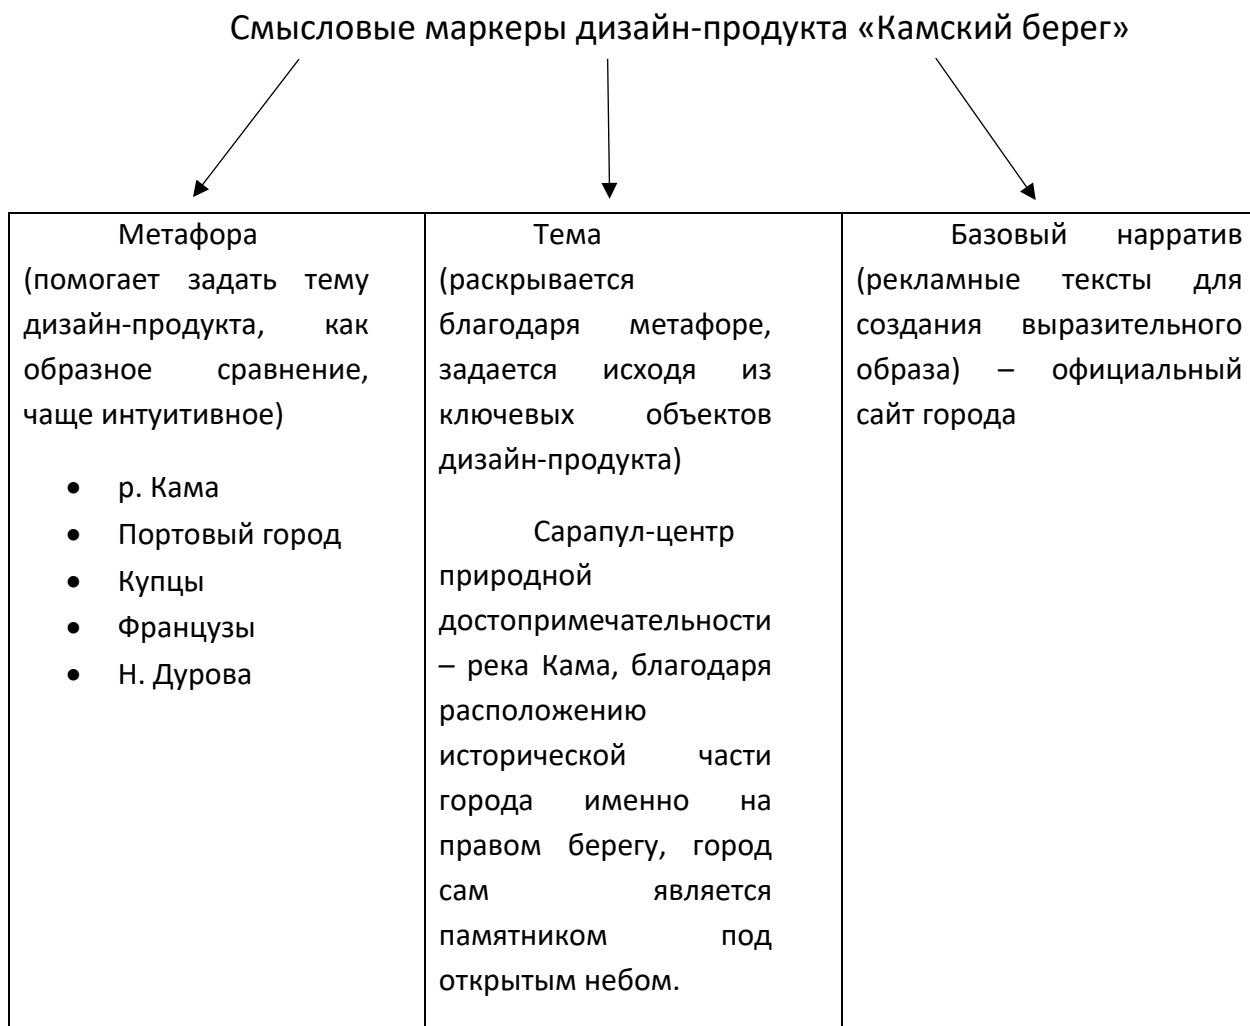 Смысловые маркеры дизайн-продукта «Камский берег»
Метафора
(помогает задать тему
дизайн-продукта, как
образное сравнение,
чаще интуитивное)
• р. Кама
• Портовый город
• Купцы
• Французы
• Н. Дурова
Тема
(раскрывается
благодаря метафоре,
задается исходя из
ключевых объектов
дизайн-продукта)
Сарапул-центр
природной
достопримечательности
– река Кама, благодаря
расположению
исторической части
города именно на
правом берегу, город
сам является
памятником под
открытым небом.
Базовый нарратив
(рекламные тексты для
создания выразительного
образа) – официальный
сайт города